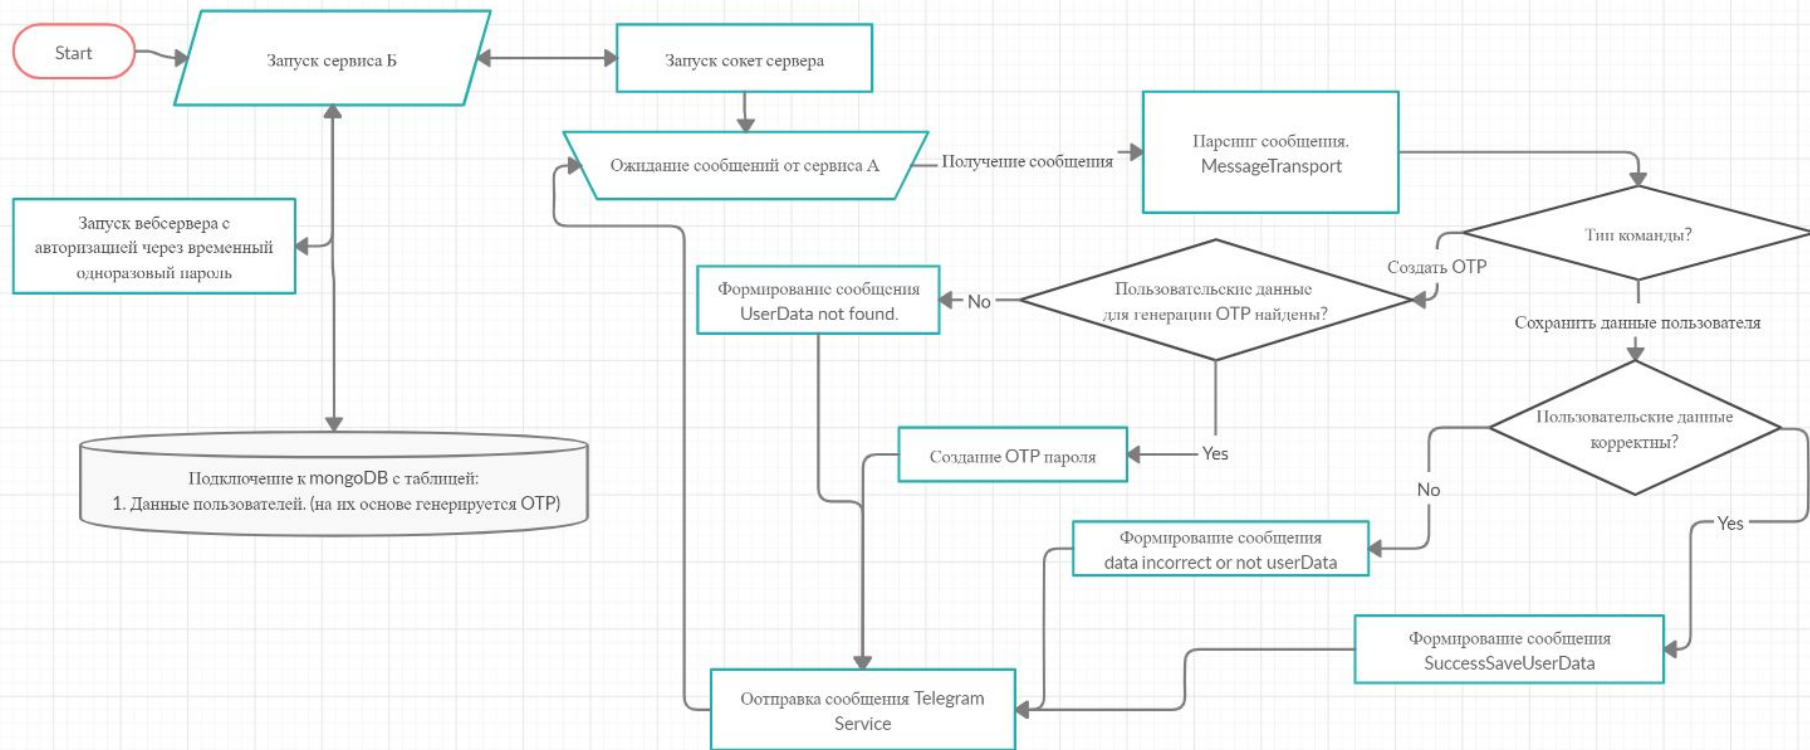 Start
Запуск сервиса Б
Запуск сокет сервера
Ожидание сообщений от сервиса А
Получение сообщения
Парсинг сообщения.
MessageTransport
Тип команды?
Запуск вебсервера с
авторизацией через временный
одноразовый пароль
Создать OTP
Пользовательские данные
для генерации OTP найдены?
No
Формирование сообщения
UserData not found.
Сохранить данные пользователя
Пользовательские данные
корректны?
Yes
Создание OTP пароля
Подключение к mongoDB с таблицей:
1. Данные пользователей. (на их основе генерируется OTP)
No
Yes
Формирование сообщения
data incorrect or not userData
Формирование сообщения
SuccessSaveUserData
Оотправка сообщения Telegram
Service